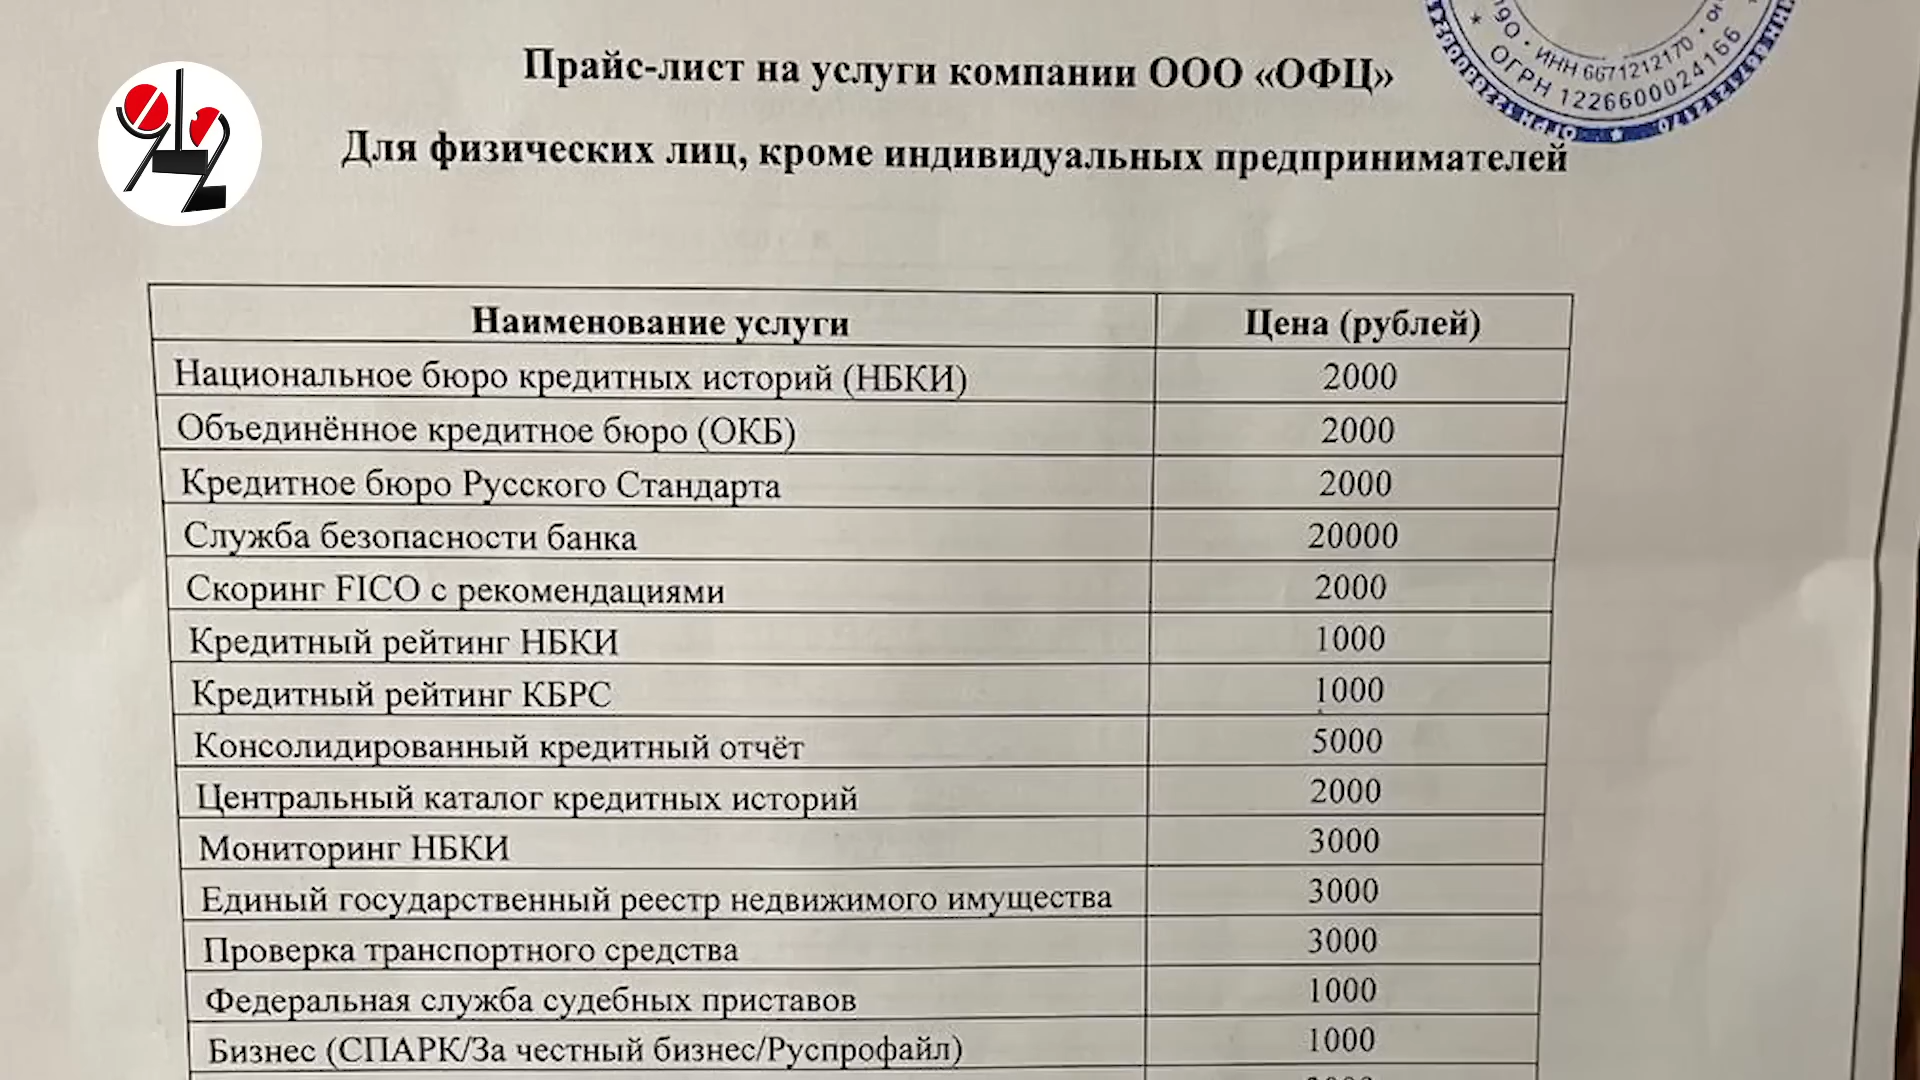 Прайс-лист на услуги компании ООО «ОФЦ»
Для физических лиц, кроме индивидуальных предпринимателей
ИНН 6671212170
ОГРН 1226600024166
912
Наименование услуги Цена (рублей)
Национальное бюро кредитных историй (НБКИ) 2000
Объединённое кредитное бюро (ОКБ) 2000
Кредитное бюро Русского Стандарта 2000
Служба безопасности банка 20000
Скоринг FICO с рекомендациями 2000
Кредитный рейтинг НБКИ 1000
Кредитный рейтинг КБРС 1000
Консолидированный кредитный отчёт 5000
Центральный каталог кредитных историй 2000
Мониторинг НБКИ 3000
Единый государственный реестр недвижимого имущества 3000
Проверка транспортного средства 3000
Федеральная служба судебных приставов 1000
Бизнес (СПАРК/За честный бизнес/Руспрофайл) 1000